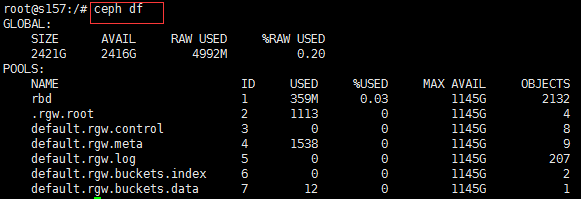 root@s157:/# ceph df
GLOBAL:
SIZE AVAIL RAW USED %RAW USED
2421G 2416G 4992M 0.20
POOLS:
NAME ID USED %USED MAX AVAIL OBJECTS
rbd 1 359M 0.03 1145G 2132
.rgw.root 2 1113 0 1145G 4
default.rgw.control 3 0 0 1145G 8
default.rgw.meta 4 1538 0 1145G 9
default.rgw.log 5 0 0 1145G 207
default.rgw.buckets.index 6 0 0 1145G 2
default.rgw.buckets.data 7 12 0 1145G 1